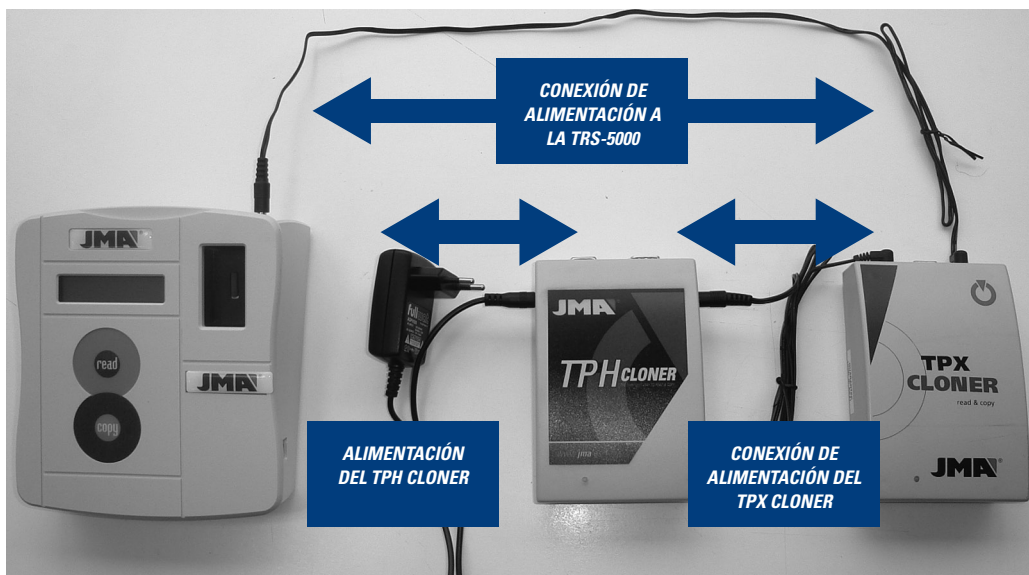 CONEXIÓN DE
ALIMENTACIÓN A
LA TRS-5000
JMA
read
copy
JMA
ALIMENTACIÓN
DEL TPH CLONER
JMA
TPH CLONER
jma
CONEXIÓN DE
ALIMENTACIÓN DEL
TPX CLONER
TPX
CLONER
read & copy
JMA